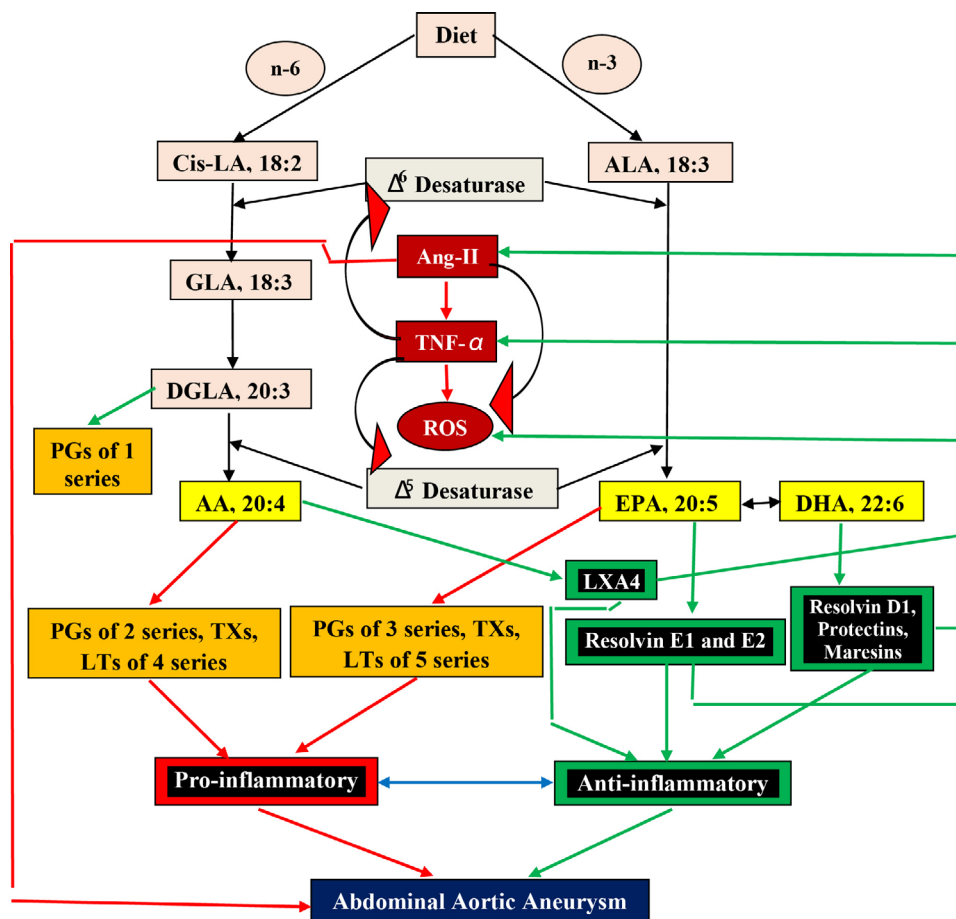 Diet
n-6
n-3
Cis-LA, 18:2
ALA, 18:3
Δ⁶ Desaturase
Ang-II
GLA, 18:3
TNF-α
DGLA, 20:3
ROS
PGs of 1
series
Δ⁵ Desaturase
AA, 20:4
EPA, 20:5
DHA, 22:6
LXA4
PGs of 2 series, TXs,
LTs of 4 series
PGs of 3 series, TXs,
LTs of 5 series
Resolvin E1 and E2
Resolvin D1,
Protectins,
Maresins
Pro-inflammatory
Anti-inflammatory
Abdominal Aortic Aneurysm